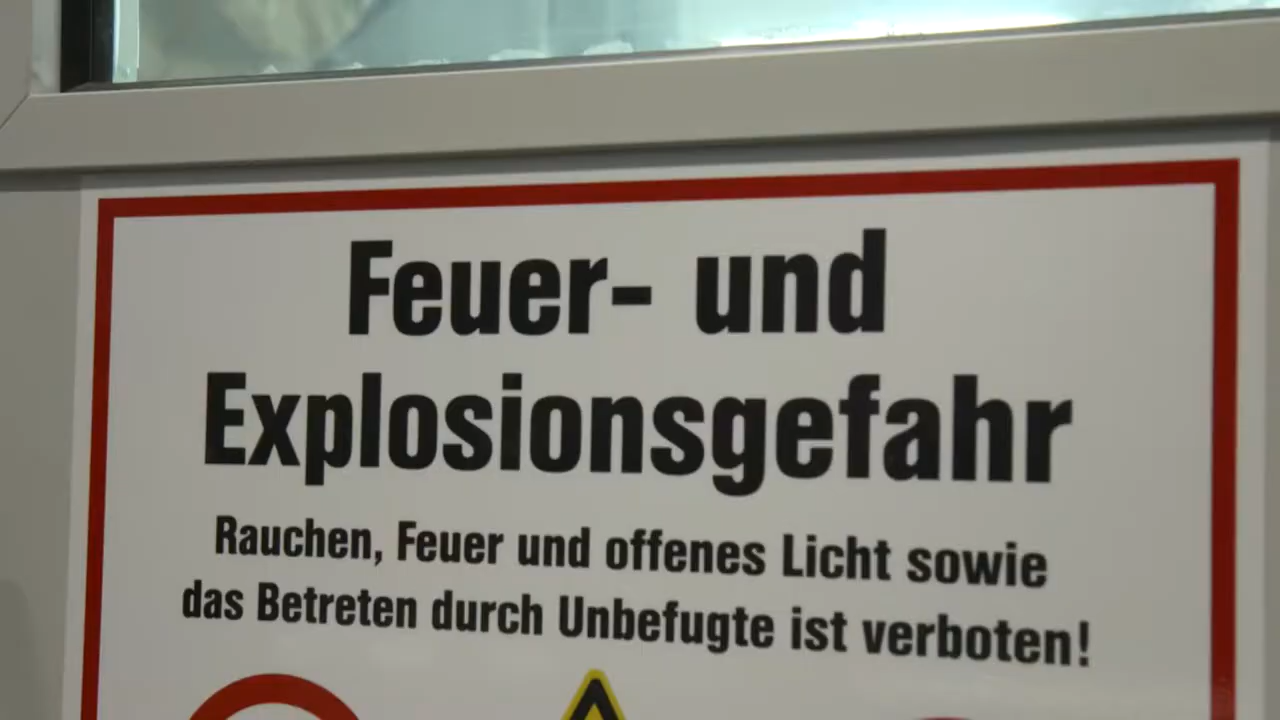 Feuer- und
Explosionsgefahr
Rauchen, Feuer und offenes Licht sowie
das Betreten durch Unbefugte ist verboten!